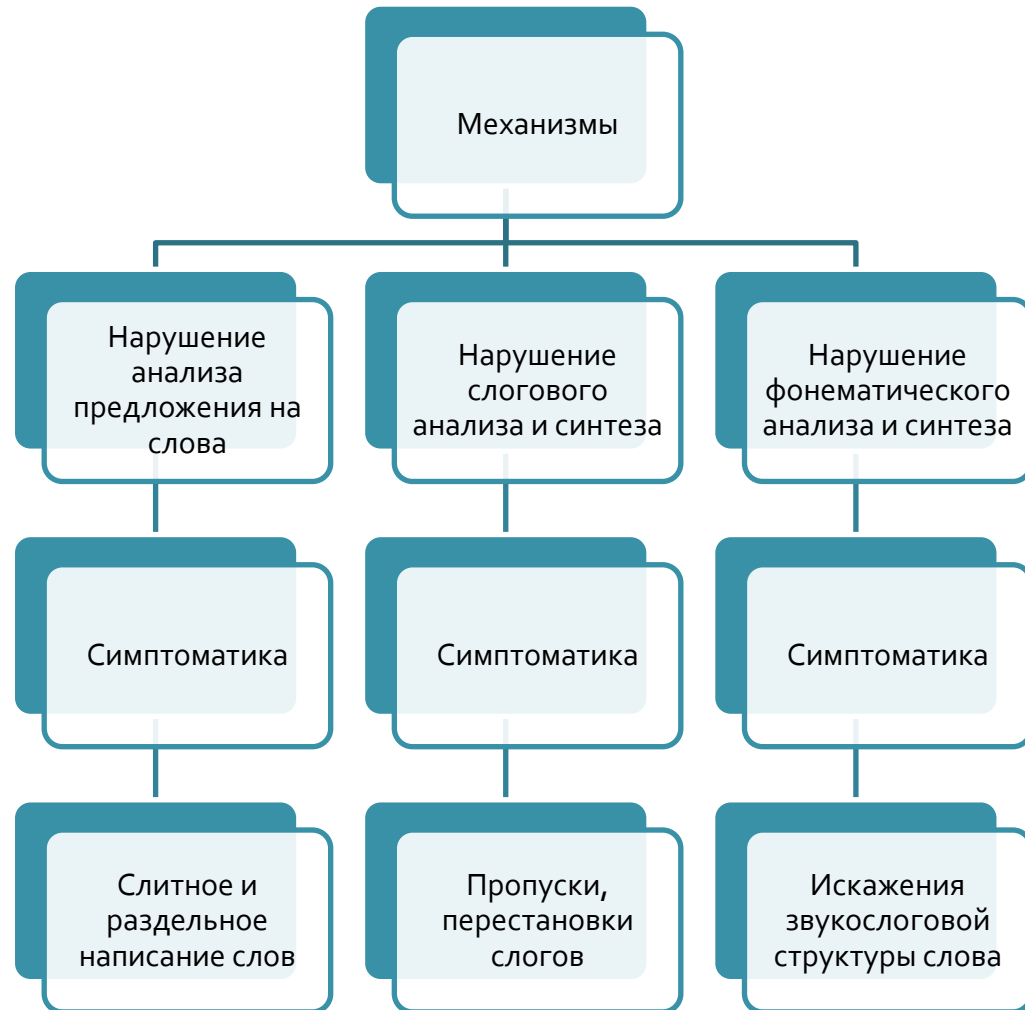 Механизмы
Нарушение
анализа
предложения на
слова
Нарушение
слогового
анализа и синтеза
Нарушение
фонематического
анализа и синтеза
Симптоматика
Симптоматика
Симптоматика
Слитное и
раздельное
написание слов
Пропуски,
перестановки
слогов
Искажения
звукослоговой
структуры слова